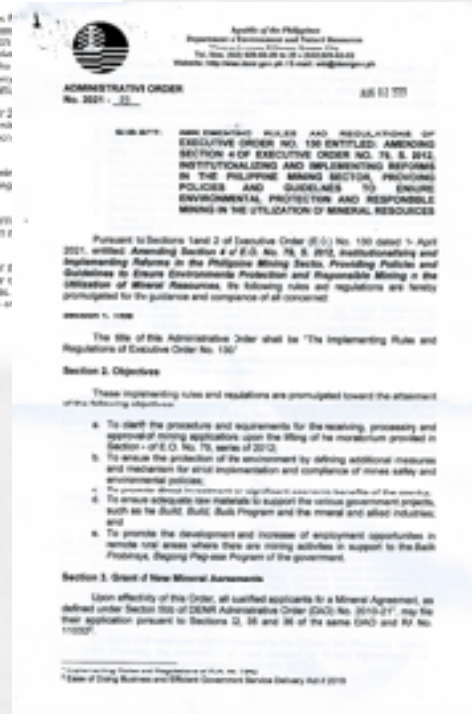 Republic of the Philippines
Department of Environment and Natural Resources
ADMINISTRATIVE ORDER
No. 2021 -
SUBJECT: IMPLEMENTING RULES AND REGULATIONS OF
EXECUTIVE ORDER NO. 130 ENTITLED: AMENDING
SECTION 4 OF EXECUTIVE ORDER NO. 79, S. 2012,
INSTITUTIONALIZING AND IMPLEMENTING REFORMS
IN THE PHILIPPINE MINING SECTOR, PROVIDING
POLICIES AND GUIDELINES TO ENSURE
ENVIRONMENTAL PROTECTION AND RESPONSIBLE
MINING IN THE UTILIZATION OF MINERAL RESOURCES
Pursuant to Sections 1 and 2 of Executive Order (E.O.) No. 130 dated April
2021, entitled: Amending Section 4 of E.O. No. 79, S. 2012, Institutionalizing and
Implementing Reforms in the Philippine Mining Sector, Providing Policies and
Guidelines to Ensure Environmental Protection and Responsible Mining in the
Utilization of Mineral Resources, the following rules and regulations are hereby
promulgated for the guidance and compliance of all concerned:
Section 1. Title
The title of this Administrative Order shall be "The Implementing Rules and
Regulations of Executive Order No. 130"
Section 2. Objectives
These implementing rules and regulations are promulgated toward the attainment
of the following objectives:
a. To clarify the procedure and requirements for the receiving, processing and
approval of mining applications upon the lifting of the moratorium provided in
Section of E.O. No. 79, series of 2012;
b. To ensure the protection of the environment by defining additional measures
and mechanism for strict implementation and compliance of mines safety and
environmental policies;
c. To promote direct investment
d. To ensure adequate raw materials to support the various government projects,
such as the Build, Build, Build Program and the mineral and allied industries;
and
e. To promote the development and increase of employment opportunities in
remote rural areas where there are mining activities in support to the Balik
Probinsya, Bagong Pag-asa Program of the government.
Section 3. Grant of New Mineral Agreements
Upon effectivity of this Order, all qualified applicants for a Mineral Agreement, as
defined under Section of DENR Administrative Order (DAO) No. 2010-21¹, may file
their application pursuant to Sections 35 and 36 of the same DAO and RA No.
11032².
¹ Implementing Rules and Regulations of R.A. No. 7942
² Ease of Doing Business and Efficient Government Service Delivery Act of 2018